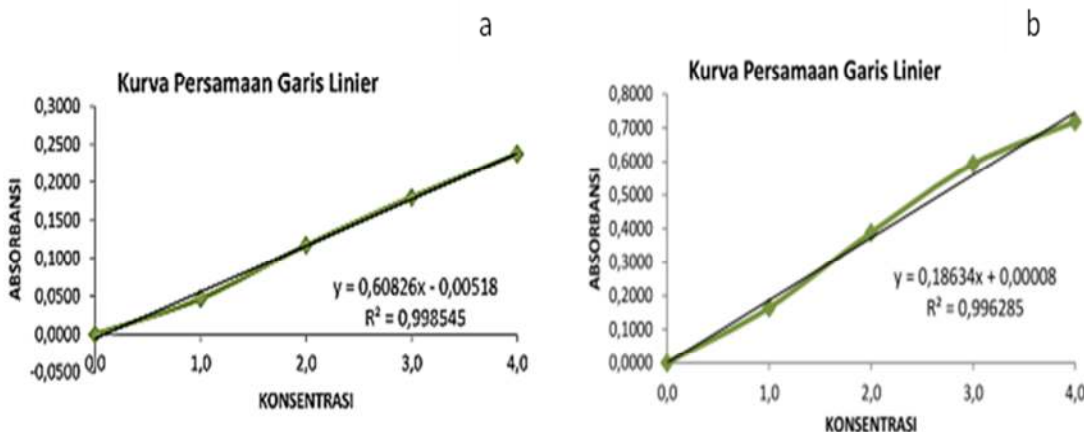 a
Kurva Persamaan Garis Linier
0,3000
0,2500
0,2000
0,1500
0,1000
0,0500
0,0000
-0,0500
ABSORBANSI
y = 0,60826x - 0,00518
R² = 0,998545
0,0 1,0 2,0 3,0 4,0
KONSENTRASI
b
Kurva Persamaan Garis Linier
0,8000
0,7000
0,6000
0,5000
0,4000
0,3000
0,2000
0,1000
0,0000
ABSORBANSI
y = 0,18634x + 0,00008
R² = 0,996285
0,0 1,0 2,0 3,0 4,0
KONSENTRASI